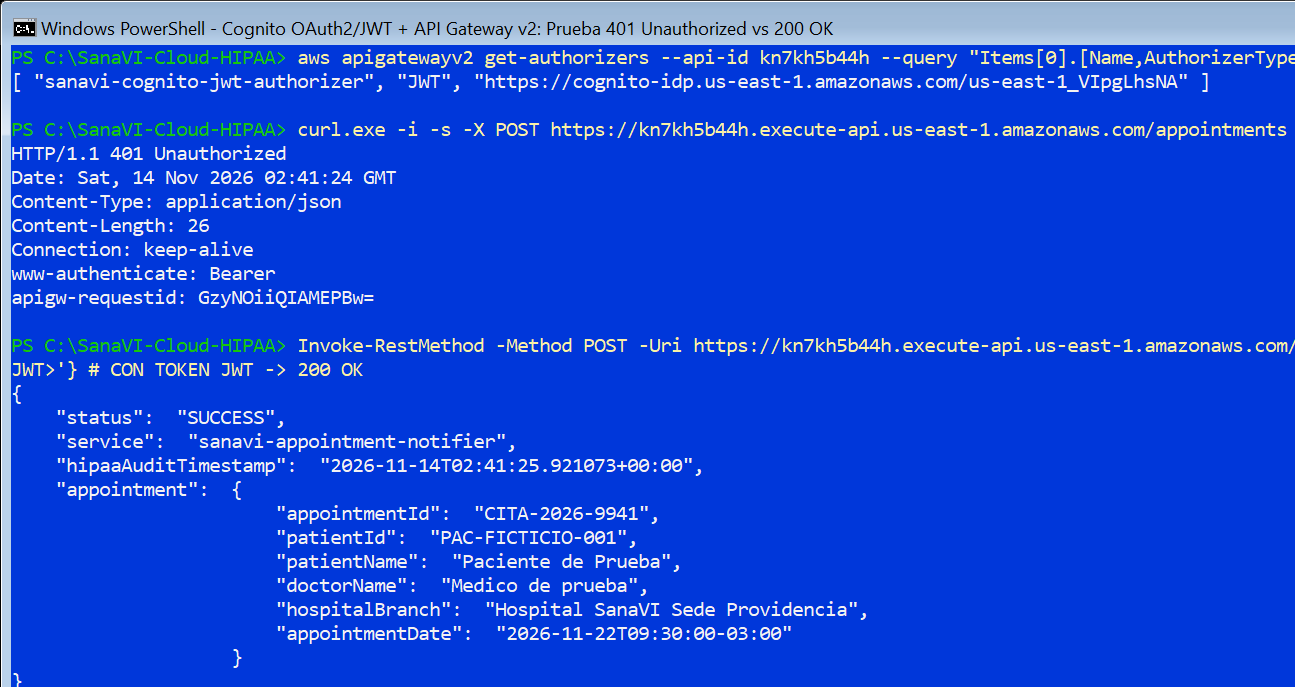 Windows PowerShell - Cognito OAuth2/JWT + API Gateway v2: Prueba 401 Unauthorized vs 200 OK
PS C:\SanaVI-Cloud-HIPAA> aws apigatewayv2 get-authorizers --api-id kn7kh5b44h --query "Items[0].[Name,AuthorizerType
[ "sanavi-cognito-jwt-authorizer", "JWT", "https://cognito-idp.us-east-1.amazonaws.com/us-east-1_VIpgLhsNA" ]
PS C:\SanaVI-Cloud-HIPAA> curl.exe -i -s -X POST https://kn7kh5b44h.execute-api.us-east-1.amazonaws.com/appointments
HTTP/1.1 401 Unauthorized
Date: Sat, 14 Nov 2026 02:41:24 GMT
Content-Type: application/json
Content-Length: 26
Connection: keep-alive
www-authenticate: Bearer
apigw-requestid: GzyNOiiQIAMEPBw=
PS C:\SanaVI-Cloud-HIPAA> Invoke-RestMethod -Method POST -Uri https://kn7kh5b44h.execute-api.us-east-1.amazonaws.com/
JWT>'} # CON TOKEN JWT -> 200 OK
{
    "status":  "SUCCESS",
    "service":  "sanavi-appointment-notifier",
    "hipaaAuditTimestamp":  "2026-11-14T02:41:25.921073+00:00",
    "appointment":  {
                        "appointmentId":  "CITA-2026-9941",
                        "patientId":  "PAC-FICTICIO-001",
                        "patientName":  "Paciente de Prueba",
                        "doctorName":  "Medico de prueba",
                        "hospitalBranch":  "Hospital SanaVI Sede Providencia",
                        "appointmentDate":  "2026-11-22T09:30:00-03:00"
                    }
}